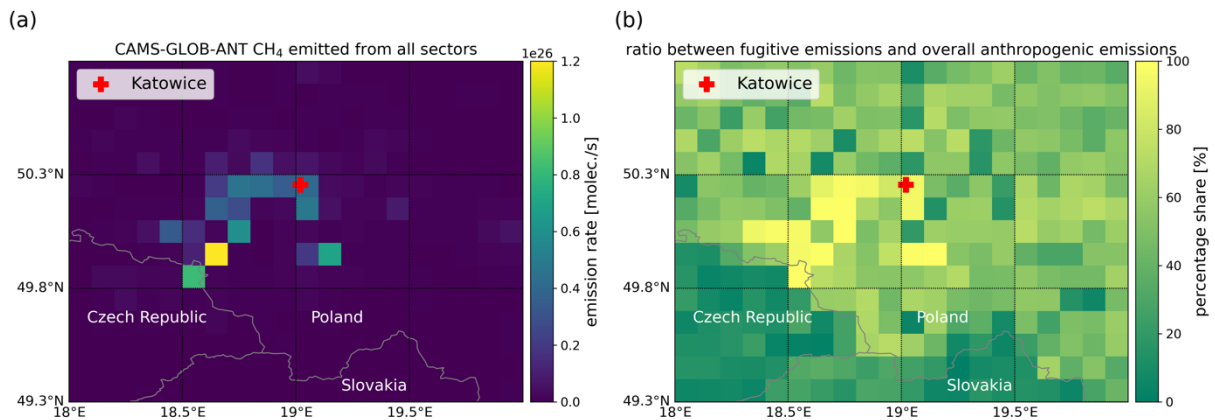 (a)
CAMS-GLOB-ANT CH₄ emitted from all sectors
1e26
Katowice
50.3°N
49.8°N
49.3°N
18°E
18.5°E
19°E
19.5°E
Czech Republic
Poland
Slovakia
1.2
1.0
0.8
0.6
0.4
0.2
0.0
emission rate [molec./s]
(b)
ratio between fugitive emissions and overall anthropogenic emissions
Katowice
50.3°N
49.8°N
49.3°N
18°E
18.5°E
19°E
19.5°E
Czech Republic
Poland
Slovakia
100
80
60
40
20
0
percentage share [%]